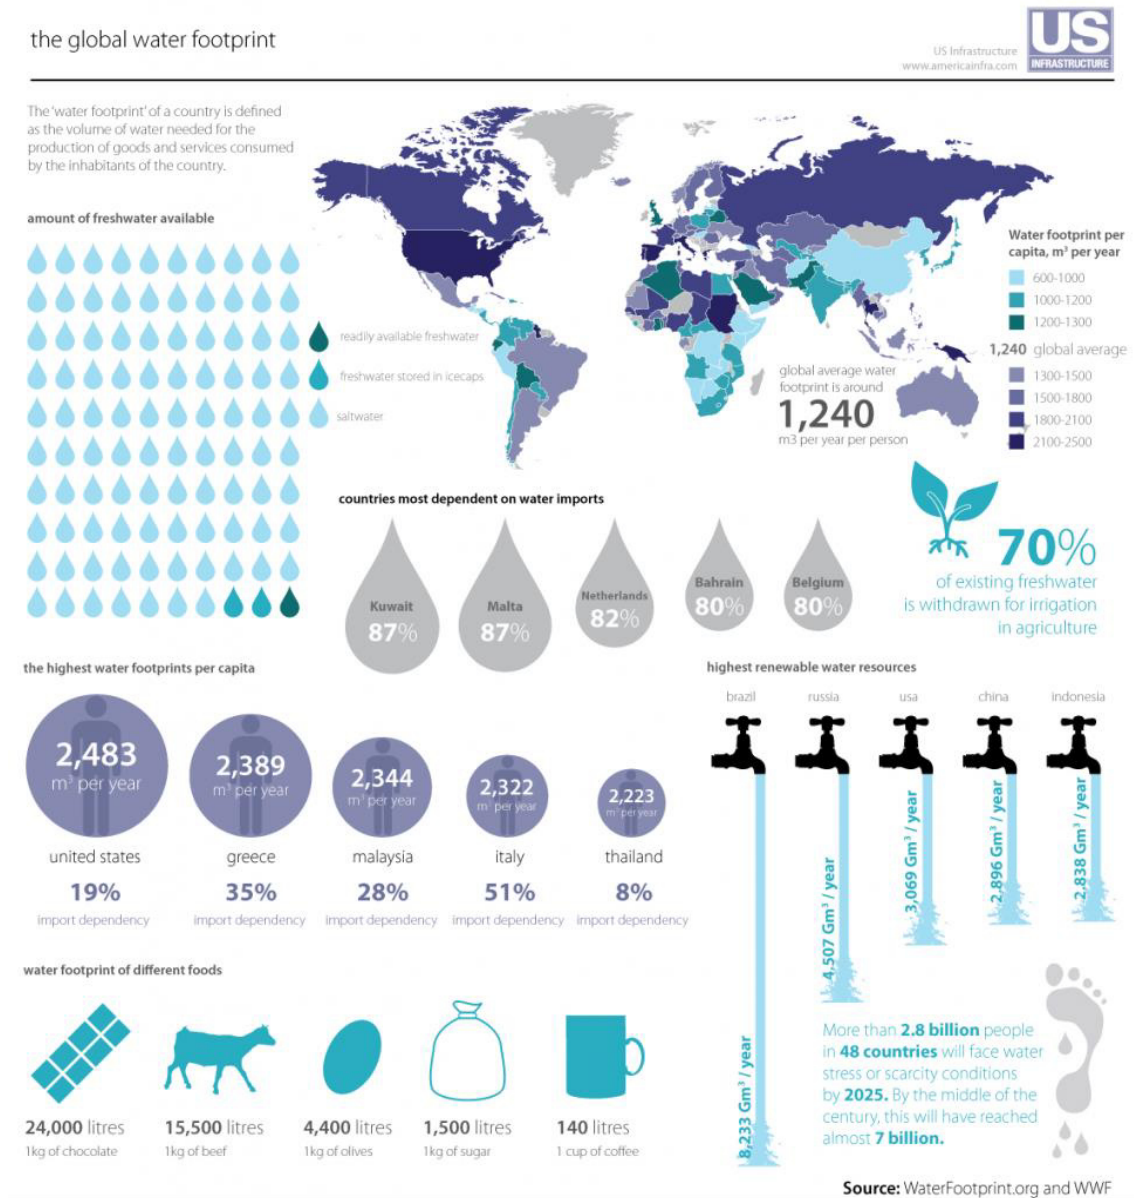 the global water footprint
US Infrastructure
www.americainfra.com
US
INFRASTRUCTURE
The 'water footprint' of a country is defined
as the volume of water needed for the
production of goods and services consumed
by the inhabitants of the country.
amount of freshwater available
readily available freshwater
freshwater stored in icecaps
saltwater
Water footprint per
capita, m³ per year
600-1000
1000-1200
1200-1300
1,240 global average
1300-1500
1500-1800
1800-2100
2100-2500
global average water
footprint is around
1,240
m3 per year per person
countries most dependent on water imports
Kuwait
87%
Malta
87%
Netherlands
82%
Bahrain
80%
Belgium
80%
70%
of existing freshwater
is withdrawn for irrigation
in agriculture
the highest water footprints per capita
2,483
m³ per year
united states
19%
import dependency
2,389
m³ per year
greece
35%
import dependency
2,344
m³ per year
malaysia
28%
import dependency
2,322
m³ per year
italy
51%
import dependency
2,223
m³ per year
thailand
8%
import dependency
highest renewable water resources
brazil
russia
usa
china
indonesia
8,233 Gm³ / year
4,507 Gm³ / year
3,069 Gm³ / year
2,896 Gm³ / year
2,838 Gm³ / year
water footprint of different foods
24,000 litres
1kg of chocolate
15,500 litres
1kg of beef
4,400 litres
1kg of olives
1,500 litres
1kg of sugar
140 litres
1 cup of coffee
More than 2.8 billion people
in 48 countries will face water
stress or scarcity conditions
by 2025. By the middle of the
century, this will have reached
almost 7 billion.
Source: WaterFootprint.org and WWF